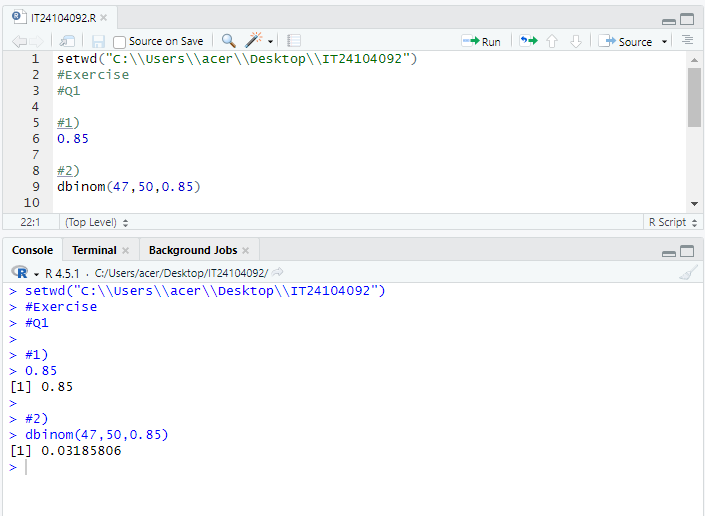 IT24104092.R
Source on Save
Run
Source
1 setwd("C:\\Users\\acer\\Desktop\\IT24104092")
2 #Exercise
3 #Q1
4
5 #1)
6 0.85
7
8 #2)
9 dbinom(47,50,0.85)
10
22:1 (Top Level) R Script
Console Terminal Background Jobs
R R 4.5.1 · C:/Users/acer/Desktop/IT24104092/
> setwd("C:\\Users\\acer\\Desktop\\IT24104092")
> #Exercise
> #Q1
>
> #1)
> 0.85
[1] 0.85
>
> #2)
> dbinom(47,50,0.85)
[1] 0.03185806
>